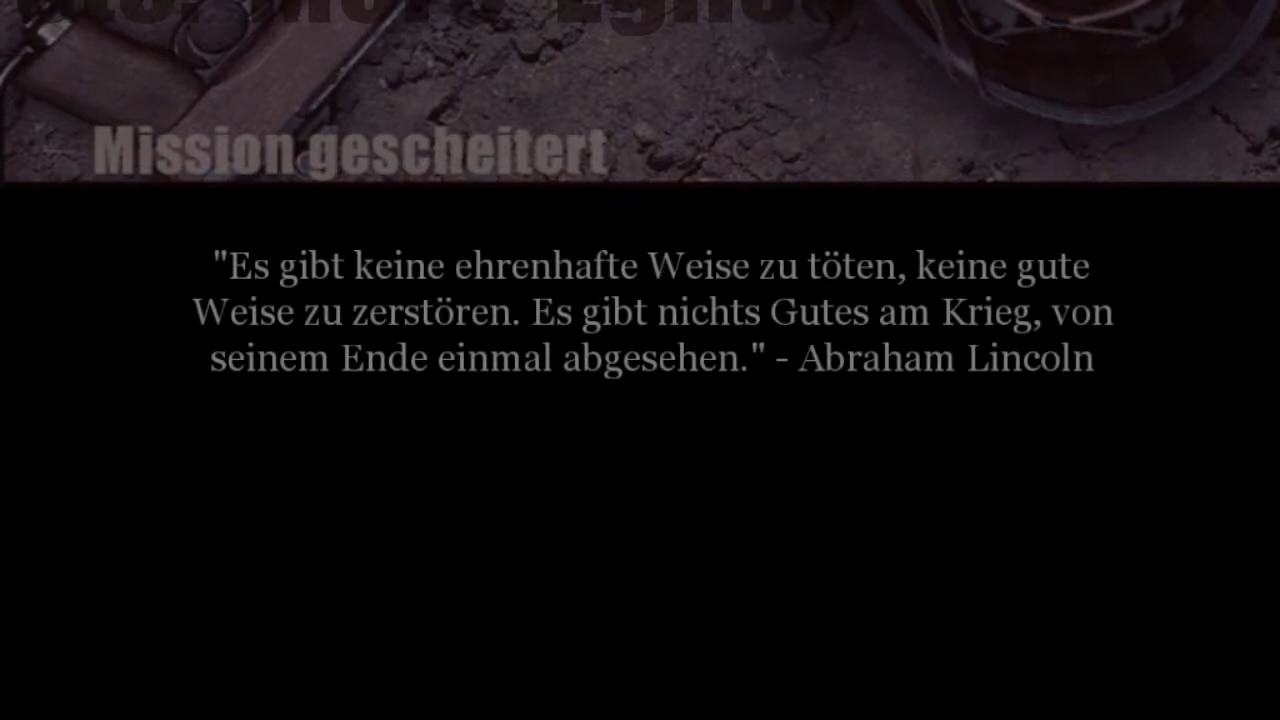 Mission gescheitert
"Es gibt keine ehrenhafte Weise zu töten, keine gute
Weise zu zerstören. Es gibt nichts Gutes am Krieg, von
seinem Ende einmal abgesehen." - Abraham Lincoln